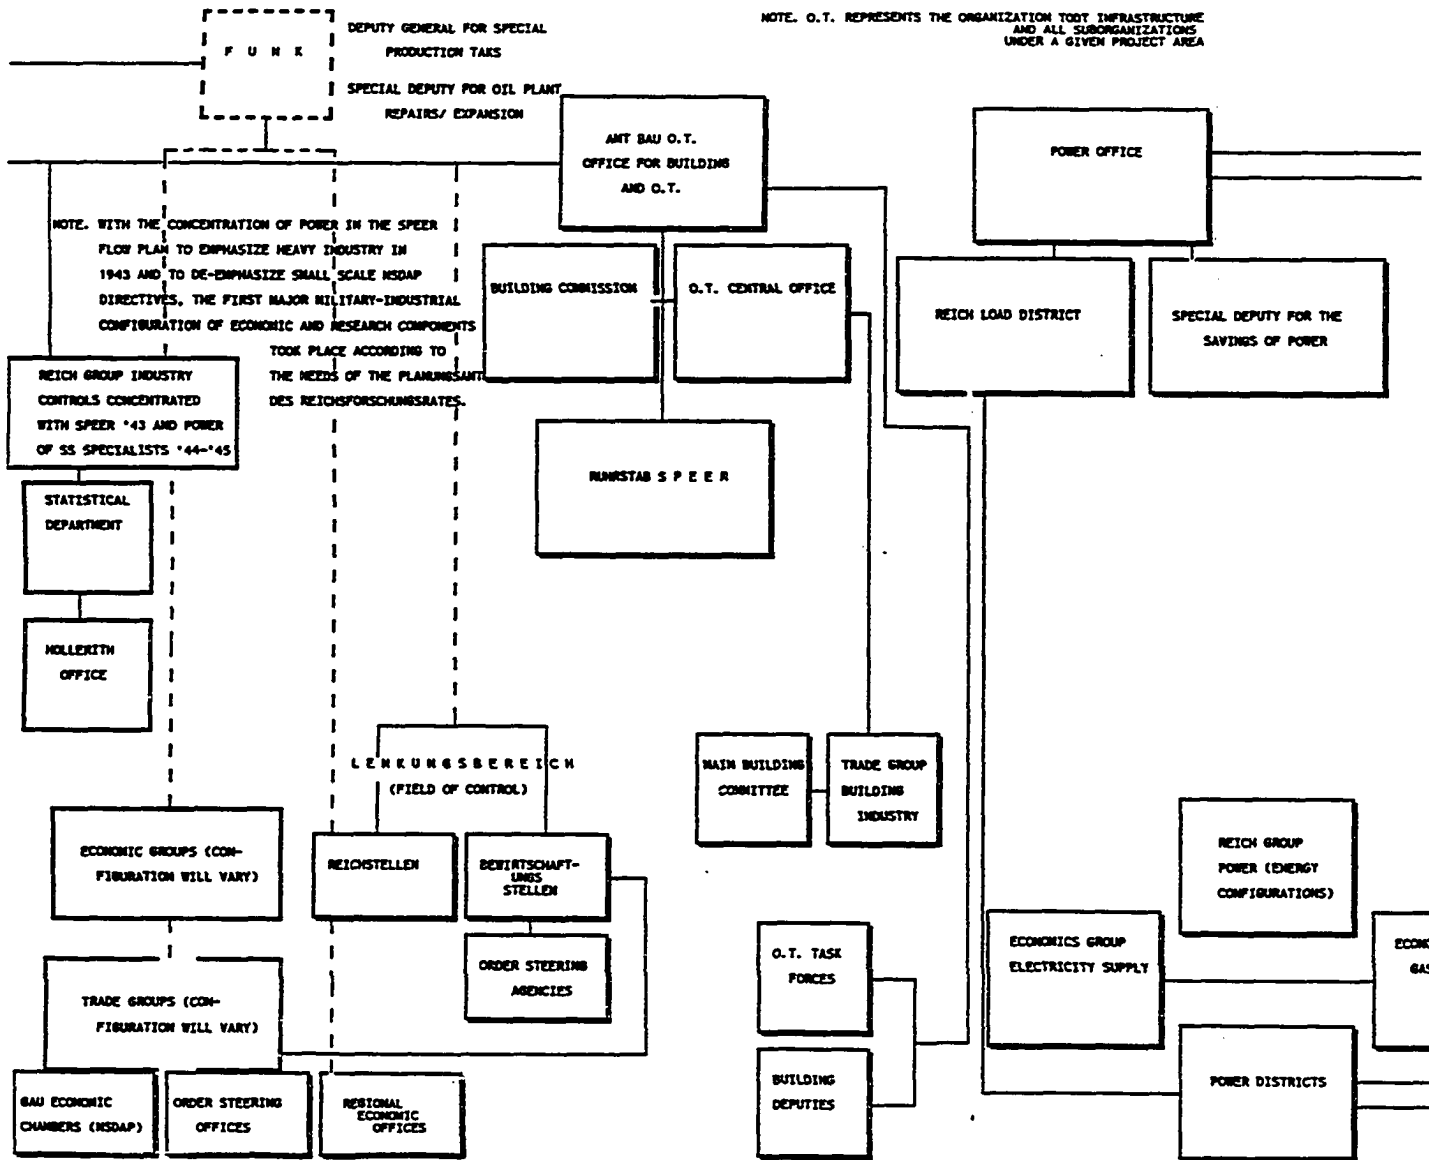 F U N K
DEPUTY GENERAL FOR SPECIAL
PRODUCTION TAKS
SPECIAL DEPUTY FOR OIL PLANT
REPAIRS/ EXPANSION
NOTE. O.T. REPRESENTS THE ORGANIZATION TODT INFRASTRUCTURE
AND ALL SUBORGANIZATIONS
UNDER A GIVEN PROJECT AREA
AMT BAU O.T.
OFFICE FOR BUILDING
AND O.T.
POWER OFFICE
NOTE. WITH THE CONCENTRATION OF POWER IN THE SPEER
FLOW PLAN TO EMPHASIZE HEAVY INDUSTRY IN
1943 AND TO DE-EMPHASIZE SMALL SCALE NSDAP
DIRECTIVES, THE FIRST MAJOR MILITARY-INDUSTRIAL
CONFIGURATION OF ECONOMIC AND RESEARCH COMPONENTS
TOOK PLACE ACCORDING TO
THE NEEDS OF THE PLANUNGSAMT
DES REICHSFORSCHUNGSRATES.
BUILDING COMMISSION
O.T. CENTRAL OFFICE
REICH LOAD DISTRICT
SPECIAL DEPUTY FOR THE
SAVINGS OF POWER
REICH GROUP INDUSTRY
CONTROLS CONCENTRATED
WITH SPEER '43 AND POWER
OF SS SPECIALISTS '44-'45
RUHRSTAB S P E E R
STATISTICAL
DEPARTMENT
HOLLERITH
OFFICE
L E N K U N G S B E R E I C H
(FIELD OF CONTROL)
MAIN BUILDING
COMMITTEE
TRADE GROUP
BUILDING
INDUSTRY
ECONOMIC GROUPS (CON-
FIGURATION WILL VARY)
REICHSTELLEN
BEWIRTSCHAFT-
UNGS
STELLEN
REICH GROUP
POWER (ENERGY
CONFIGURATIONS)
ORDER STEERING
AGENCIES
O.T. TASK
FORCES
ECONOMICS GROUP
ELECTRICITY SUPPLY
ECONO
GAS
TRADE GROUPS (CON-
FIGURATION WILL VARY)
BUILDING
DEPUTIES
POWER DISTRICTS
GAU ECONOMIC
CHAMBERS (NSDAP)
ORDER STEERING
OFFICES
REGIONAL
ECONOMIC
OFFICES